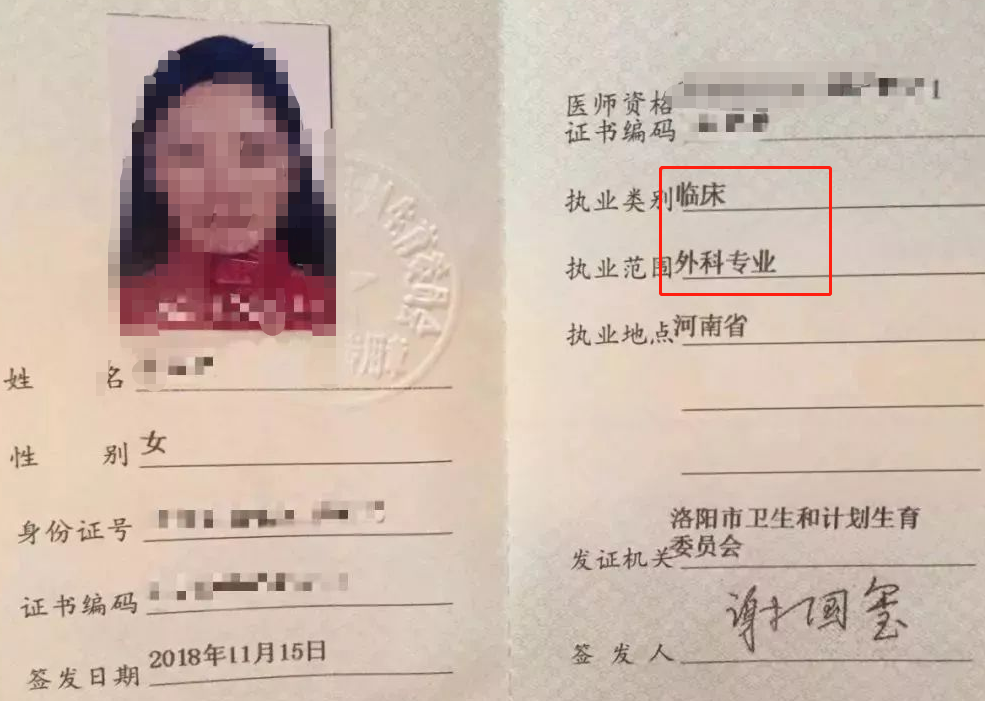 姓名
性别 女
身份证号
证书编码
签发日期 2018年11月15日
医师资格
证书编码
1
执业类别 临床
执业范围 外科专业
执业地点 河南省
洛阳市卫生和计划生育
委员会
发证机关
签发人 谢国玺